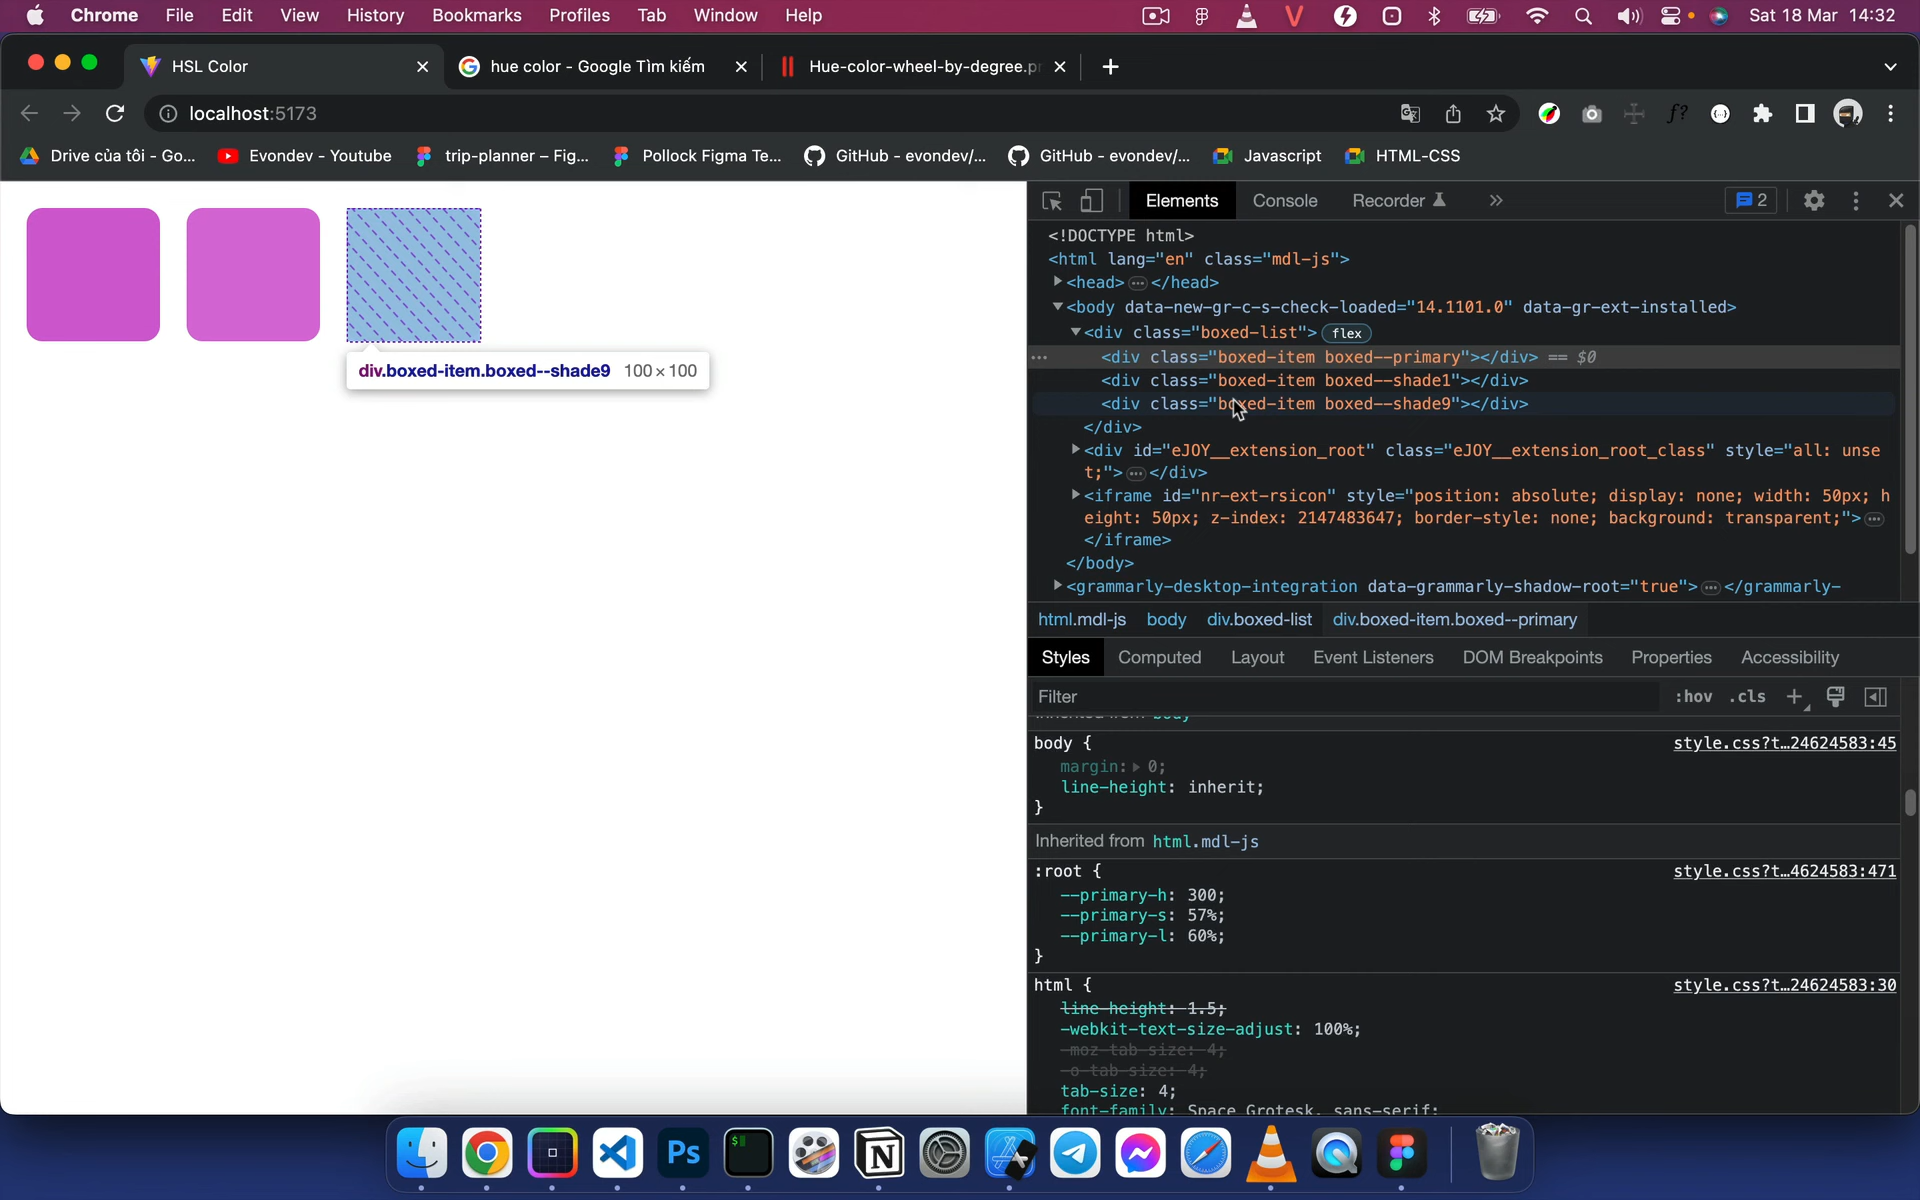 Chrome File Edit View History Bookmarks Profiles Tab Window Help Sat 18 Mar 14:32
HSL Color
hue color - Google Tìm kiếm
Hue-color-wheel-by-degree.pn
localhost:5173
Drive của tôi - Go... Evondev - Youtube trip-planner – Fig... Pollock Figma Te... GitHub - evondev/... GitHub - evondev/... Javascript HTML-CSS
Elements Console Recorder 2
<!DOCTYPE html>
<html lang="en" class="mdl-js">
<head> ⋯ </head>
<body data-new-gr-c-s-check-loaded="14.1101.0" data-gr-ext-installed>
<div class="boxed-list"> flex
<div class="boxed-item boxed--primary"></div> == $0
<div class="boxed-item boxed--shade1"></div>
<div class="boxed-item boxed--shade9"></div>
</div>
<div id="eJOY__extension_root" class="eJOY__extension_root_class" style="all: unse
t;"> ⋯ </div>
<iframe id="nr-ext-rsicon" style="position: absolute; display: none; width: 50px; h
eight: 50px; z-index: 2147483647; border-style: none; background: transparent;"> ⋯
</iframe>
</body>
<grammarly-desktop-integration data-grammarly-shadow-root="true"> ⋯ </grammarly-
div.boxed-item.boxed--shade9 100×100
html.mdl-js body div.boxed-list div.boxed-item.boxed--primary
Styles Computed Layout Event Listeners DOM Breakpoints Properties Accessibility
Filter :hov .cls
Inherited from body
body { style.css?t…24624583:45
margin: 0;
line-height: inherit;
}
Inherited from html.mdl-js
:root { style.css?t…4624583:471
--primary-h: 300;
--primary-s: 57%;
--primary-l: 60%;
}
html { style.css?t…24624583:30
line-height: 1.5;
-webkit-text-size-adjust: 100%;
-moz-tab-size: 4;
-o-tab-size: 4;
tab-size: 4;
font-family: Space Grotesk, sans-serif;
Ps